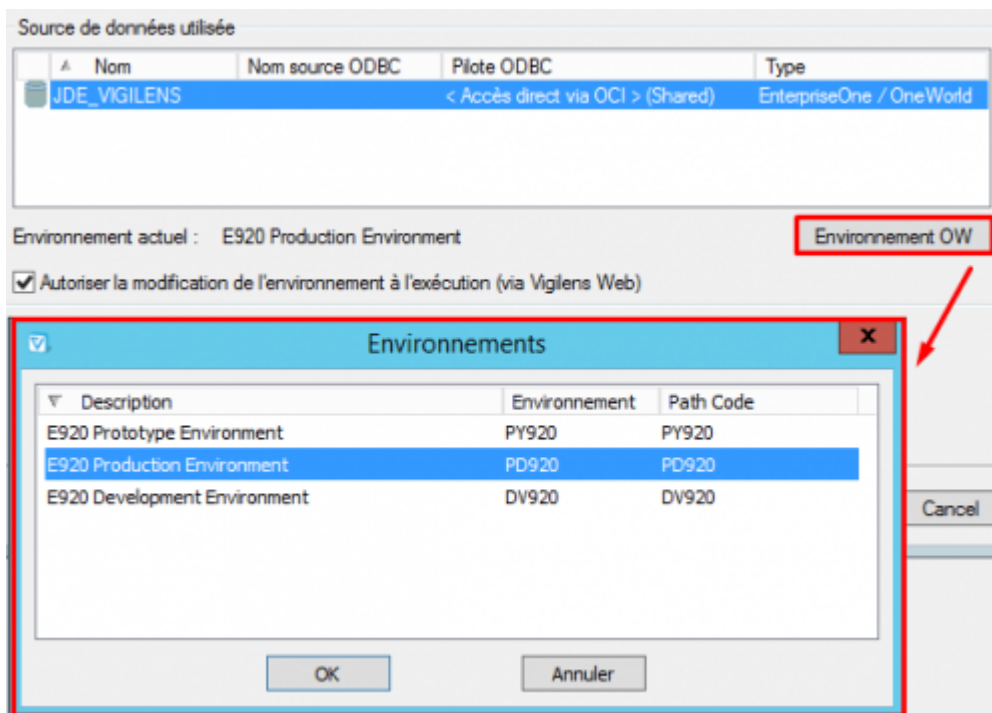 Source de données utilisée
Nom Nom source ODBC Pilote ODBC Type
JDE_VIGILENS < Accès direct via OCI > (Shared) EnterpriseOne / OneWorld
Environnement actuel : E920 Production Environment Environnement OW
Autoriser la modification de l'environnement à l'exécution (via Vigilens Web)
Environnements
Description Environnement Path Code
E920 Prototype Environment PY920 PY920
E920 Production Environment PD920 PD920
E920 Development Environment DV920 DV920
Cancel
OK Annuler